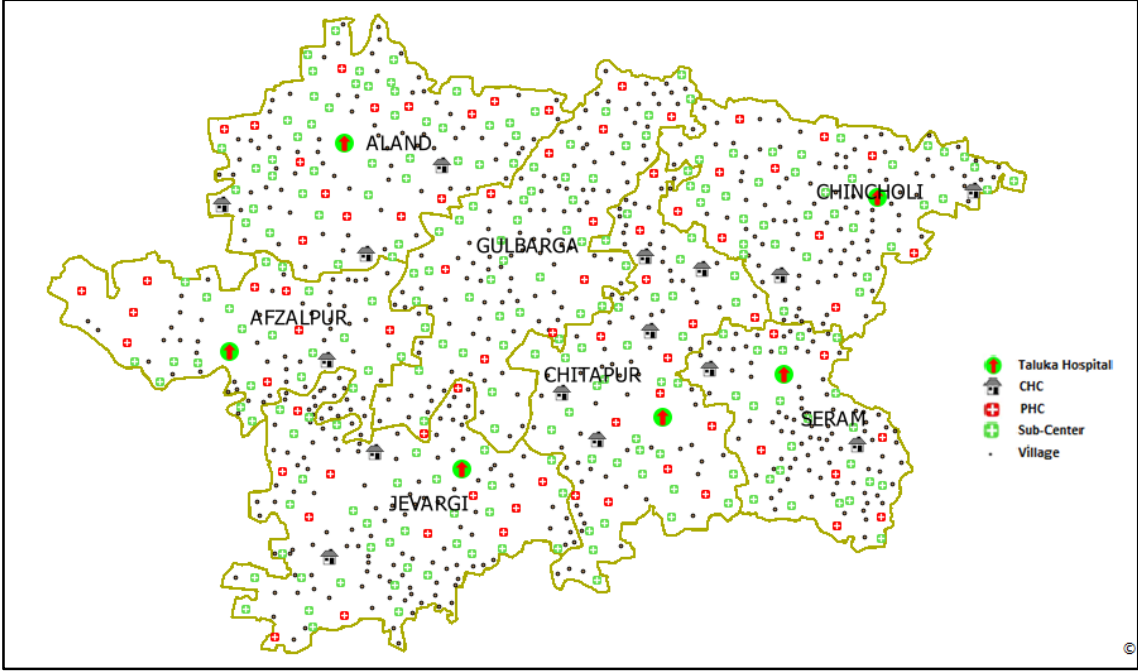 ALAND
CHINCHOLI
GULBARGA
AFZALPUR
CHITAPUR
SERAM
JEVARGI
Taluka Hospital
CHC
PHC
Sub-Center
Village
©